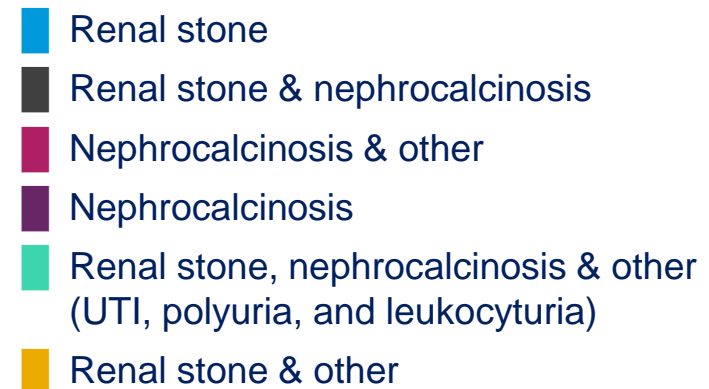 Renal stone
Renal stone & nephrocalcinosis
Nephrocalcinosis & other
Nephrocalcinosis
Renal stone, nephrocalcinosis & other
(UTI, polyuria, and leukocyturia)
Renal stone & other